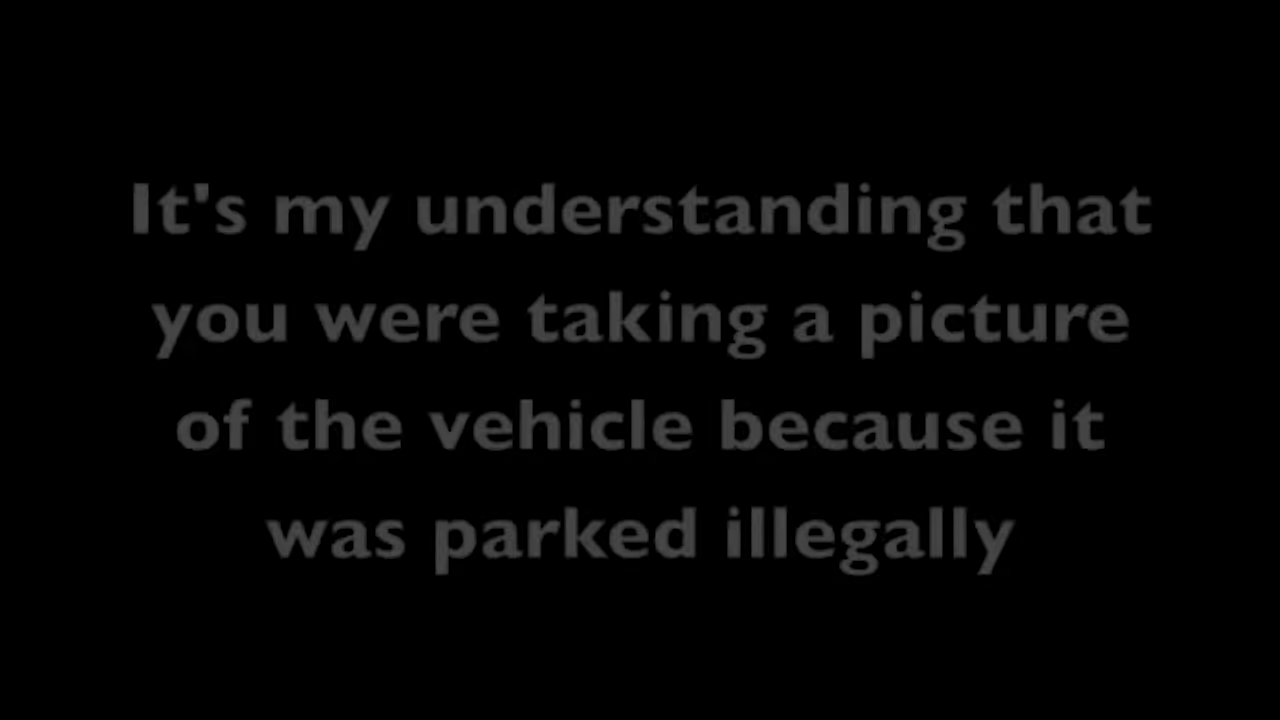 It's my understanding that
you were taking a picture
of the vehicle because it
was parked illegally